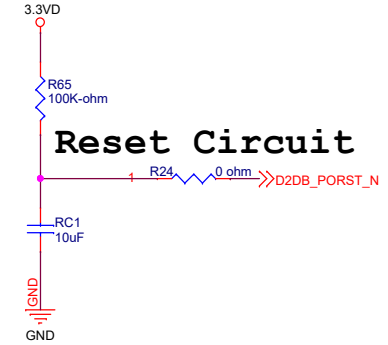 3.3VD
R65
100K-ohm
Reset Circuit
1 R24 0 ohm D2DB_PORST_N
RC1
10uF
GND
GND